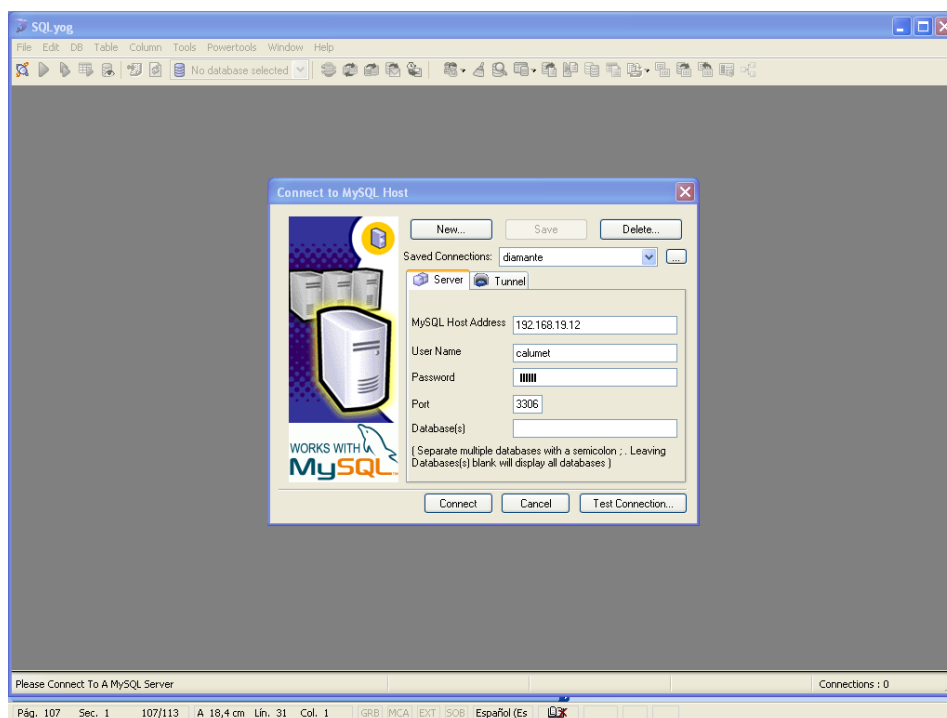 SQLyog
File Edit DB Table Column Tools Powertools Window Help
No database selected
Connect to MySQL Host
New... Save Delete...
Saved Connections: diamante ...
Server Tunnel
MySQL Host Address 192.168.19.12
User Name calumet
Password
Port 3306
Database(s)
( Separate multiple databases with a semicolon ; . Leaving
Databases(s) blank will display all databases )
WORKS WITH
MySQL
Connect Cancel Test Connection...
Please Connect To A MySQL Server Connections : 0
Pág. 107 Sec. 1 107/113 A 18,4 cm Lín. 31 Col. 1 GRB MCA EXT SOB Español (Es